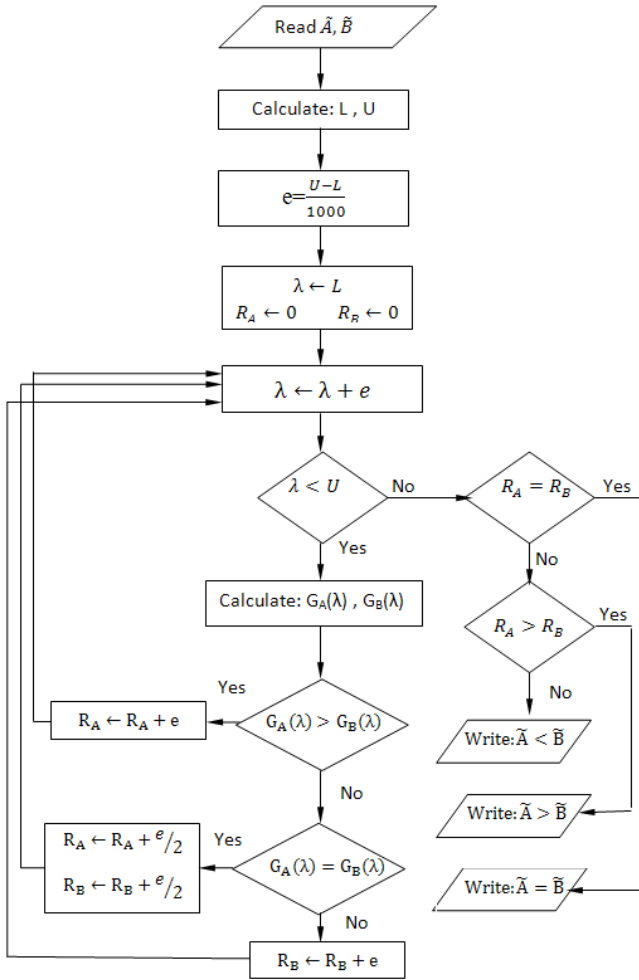 Read Ã, B̃
Calculate: L , U
e=U−L/1000
λ ← L
R_A ← 0 R_B ← 0
λ ← λ + e
λ < U
No
R_A = R_B
Yes
Yes
No
Calculate: G_A(λ) , G_B(λ)
R_A > R_B
Yes
No
Yes
R_A ← R_A + e
G_A(λ) > G_B(λ)
Write:Ã < B̃
No
Write:Ã > B̃
R_A ← R_A + e/2
R_B ← R_B + e/2
Yes
G_A(λ) = G_B(λ)
Write:Ã = B̃
No
R_B ← R_B + e